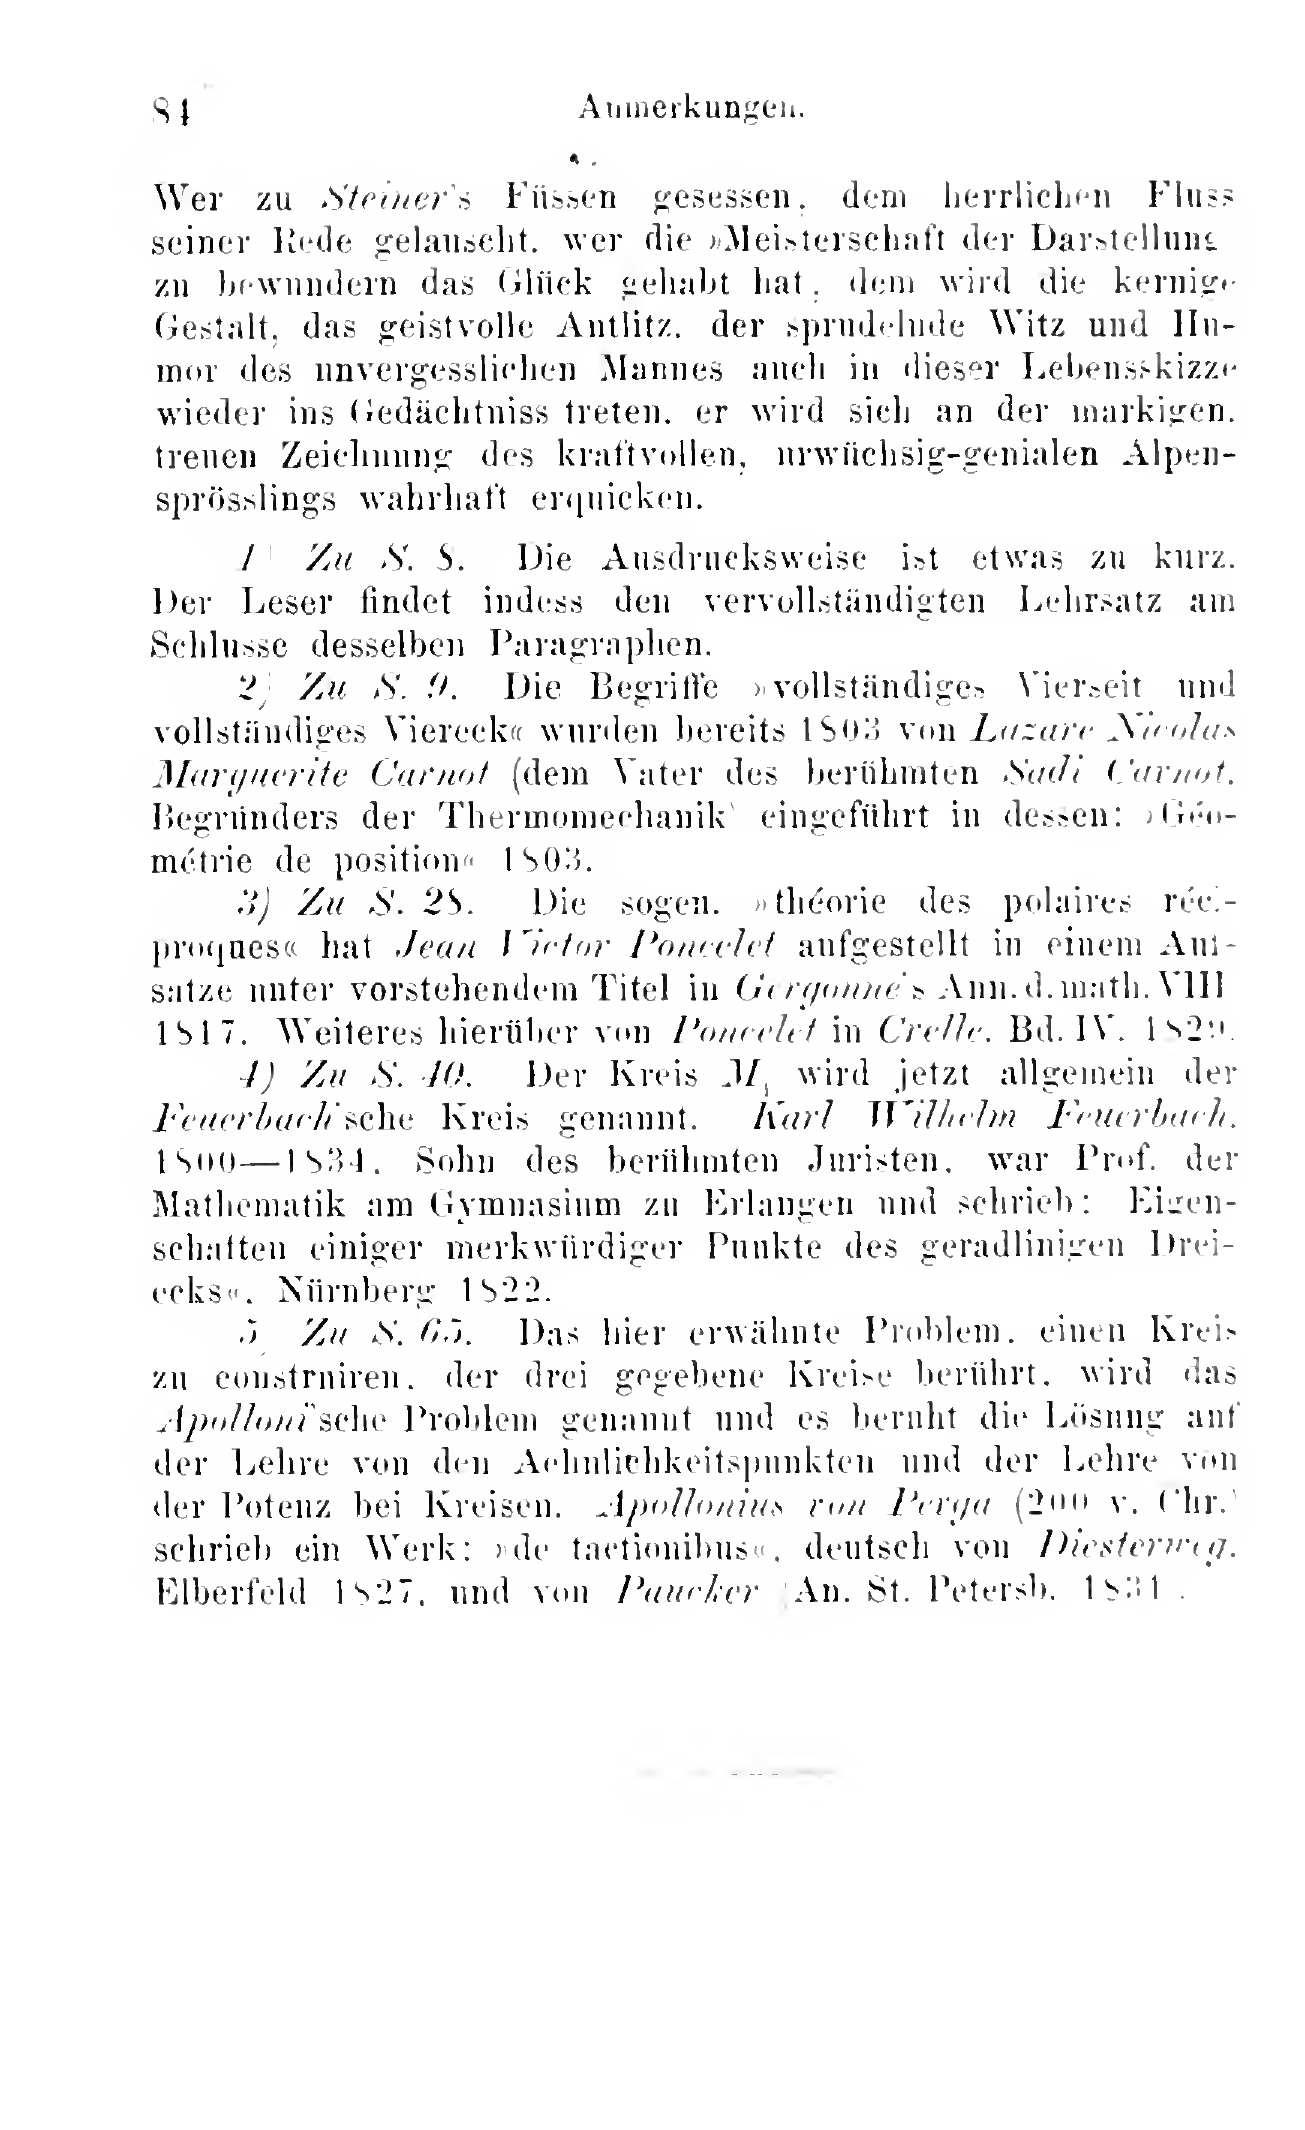 84 Anmerkungen.
Wer zu Steiner's Füssen gesessen, dem herrlichen Fluss
seiner Rede gelauscht, wer die »Meisterschaft der Darstellung
zu bewundern das Glück gehabt hat, dem wird die kernige
Gestalt, das geistvolle Antlitz, der sprudelnde Witz und Hu-
mor des unvergesslichen Mannes auch in dieser Lebensskizze
wieder ins Gedächtniss treten, er wird sich an der markigen,
treuen Zeichnung des kraftvollen, urwüchsig-genialen Alpen-
sprösslings wahrhaft erquicken.
1) Zu S. 8. Die Ausdrucksweise ist etwas zu kurz.
Der Leser findet indess den vervollständigten Lehrsatz am
Schlusse desselben Paragraphen.
2) Zu S. 9. Die Begriffe »vollständiges Vierseit und
vollständiges Viereck« wurden bereits 1803 von Lazare Nicolas
Marguerite Carnot (dem Vater des berühmten Sadi Carnot,
Begründers der Thermomechanik) eingeführt in dessen: »Géo-
métrie de position« 1803.
3) Zu S. 28. Die sogen. »théorie des polaires réci-
proques« hat Jean Victor Poncelet aufgestellt in einem Auf-
satze unter vorstehendem Titel in Gergonne's Ann. d. math. VIII
1817. Weiteres hierüber von Poncelet in Crelle, Bd. IV. 1829.
4) Zu S. 40. Der Kreis M₁ wird jetzt allgemein der
Feuerbach'sche Kreis genannt. Karl Wilhelm Feuerbach,
1800—1834, Sohn des berühmten Juristen, war Prof. der
Mathematik am Gymnasium zu Erlangen und schrieb: Eigen-
schaften einiger merkwürdiger Punkte des geradlinigen Drei-
ecks«. Nürnberg 1822.
5) Zu S. 65. Das hier erwähnte Problem, einen Kreis
zu construiren, der drei gegebene Kreise berührt, wird das
Apolloni'sche Problem genannt und es beruht die Lösung auf
der Lehre von den Aehnlichkeitspunkten und der Lehre von
der Potenz bei Kreisen. Apollonius von Perga (200 v. Chr.)
schrieb ein Werk: »de tactionibus«, deutsch von Diesterweg,
Elberfeld 1827, und von Paucker (An. St. Petersb. 1831).